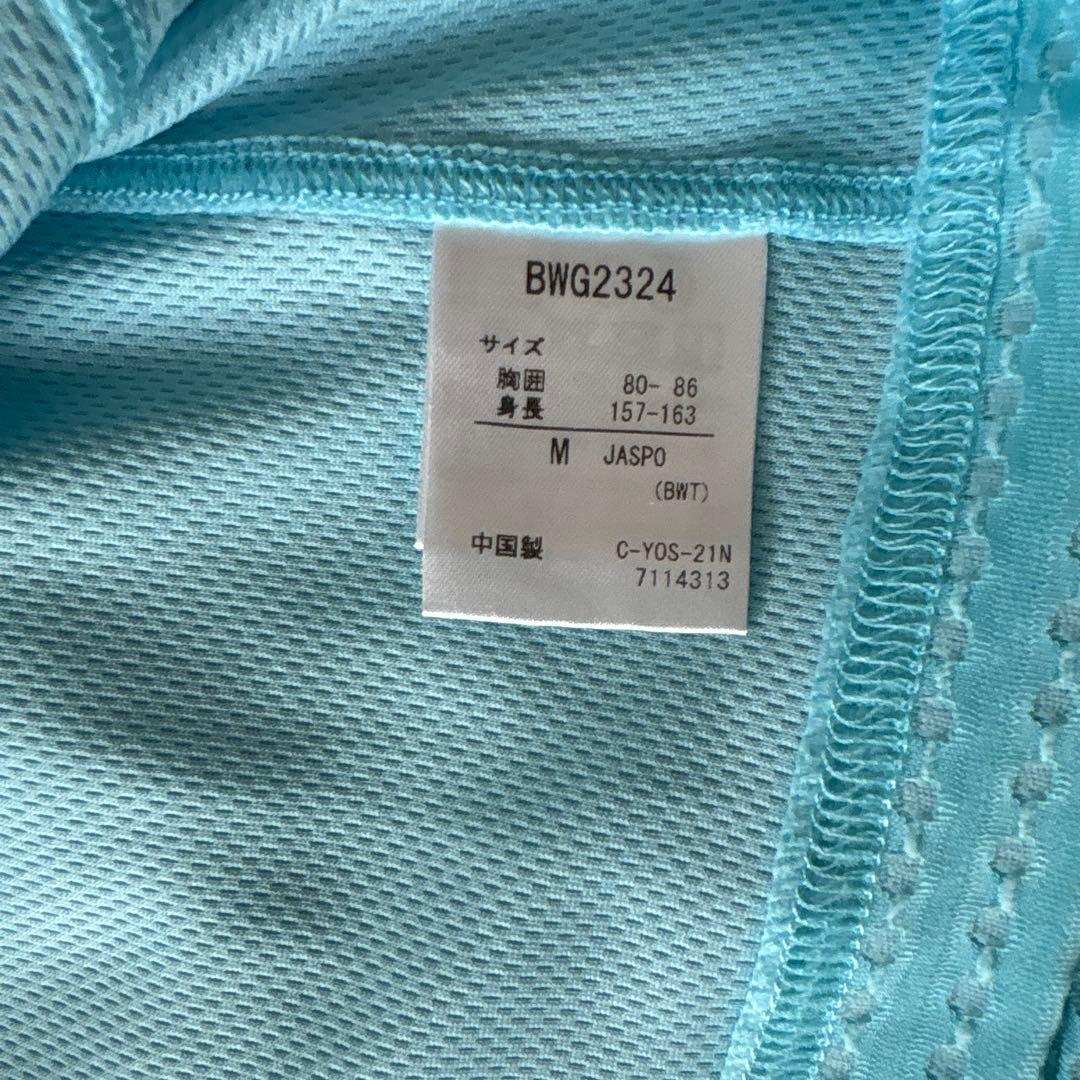 BWG2324
サイズ
胸囲 80- 86
身長 157-163
M JASPO
(BWT)
中国製 C-YOS-21N
7114313